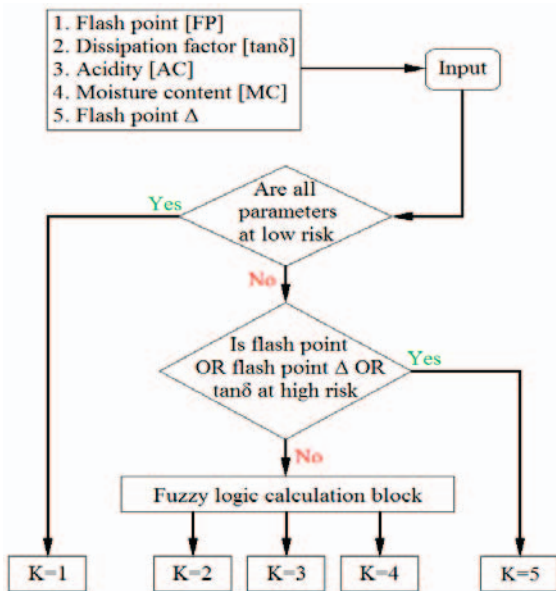 1. Flash point [FP]
2. Dissipation factor [tanδ]
3. Acidity [AC]
4. Moisture content [MC]
5. Flash point Δ
Input
Are all
parameters
at low risk
Yes
No
Is flash point
OR flash point Δ OR
tanδ at high risk
Yes
No
Fuzzy logic calculation block
K=1
K=2
K=3
K=4
K=5